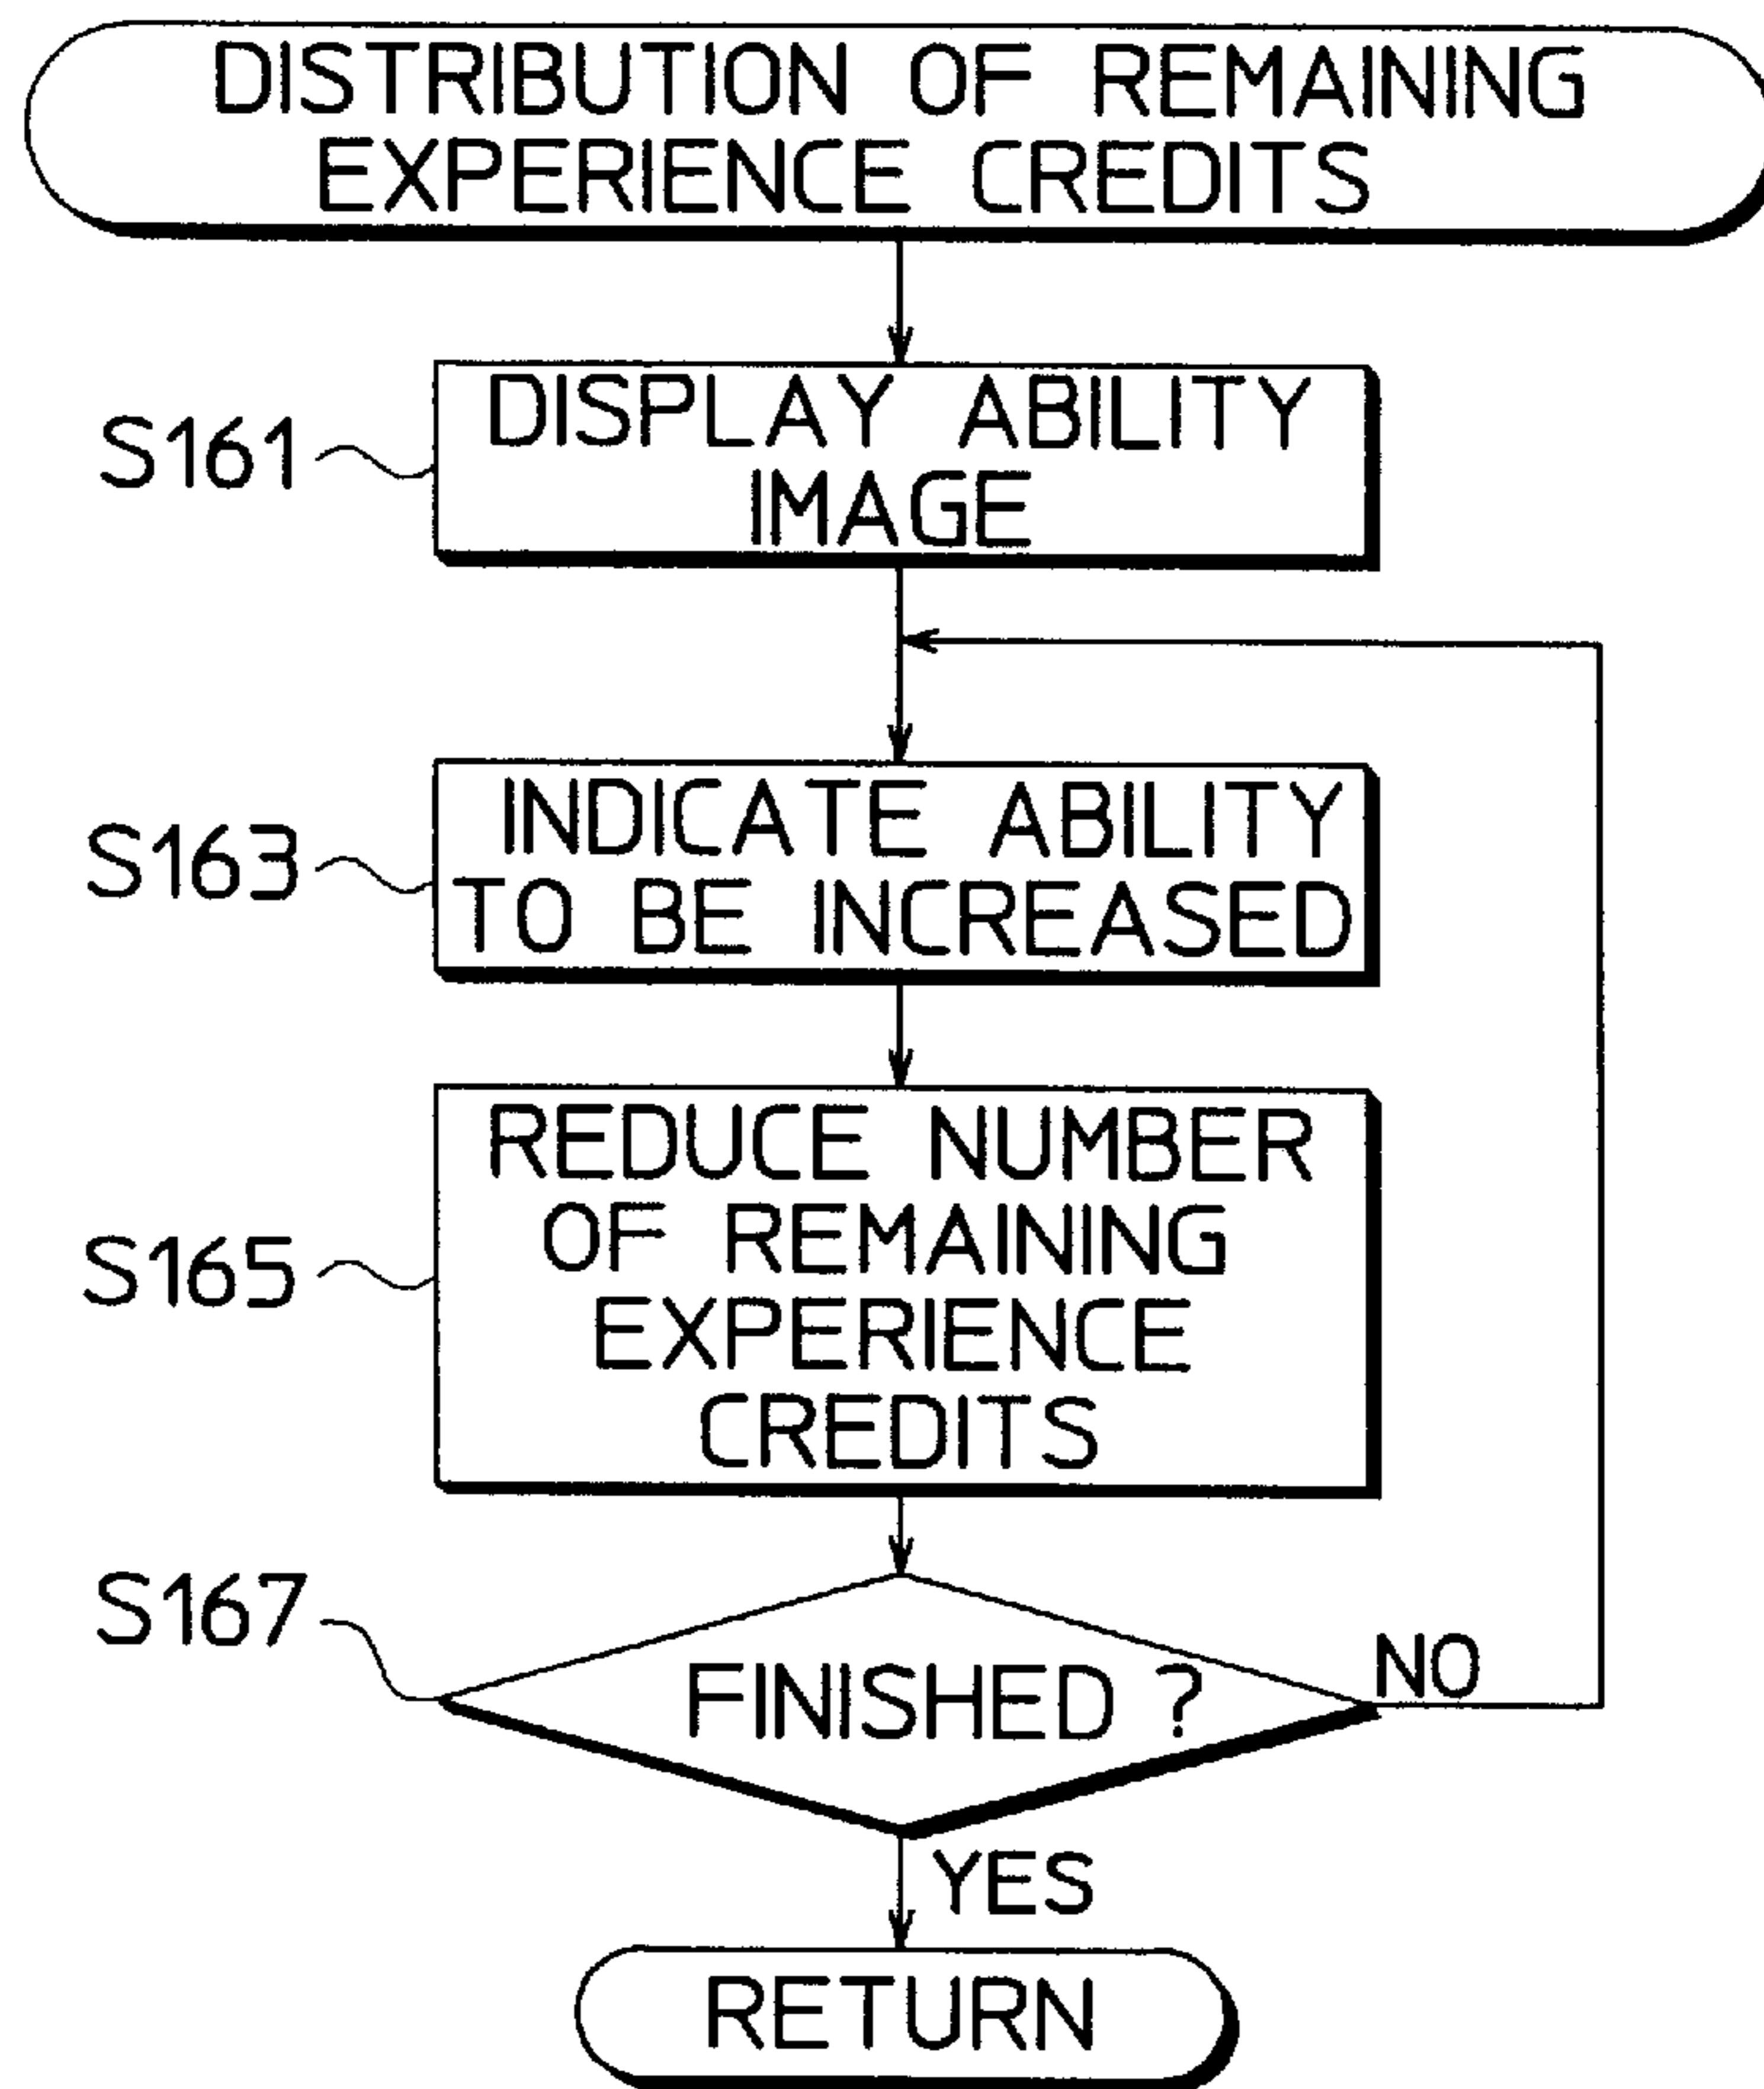 DISTRIBUTION OF REMAINING
EXPERIENCE CREDITS
S161
DISPLAY ABILITY
IMAGE
S163
INDICATE ABILITY
TO BE INCREASED
S165
REDUCE NUMBER
OF REMAINING
EXPERIENCE
CREDITS
S167
FINISHED ?
NO
YES
RETURN